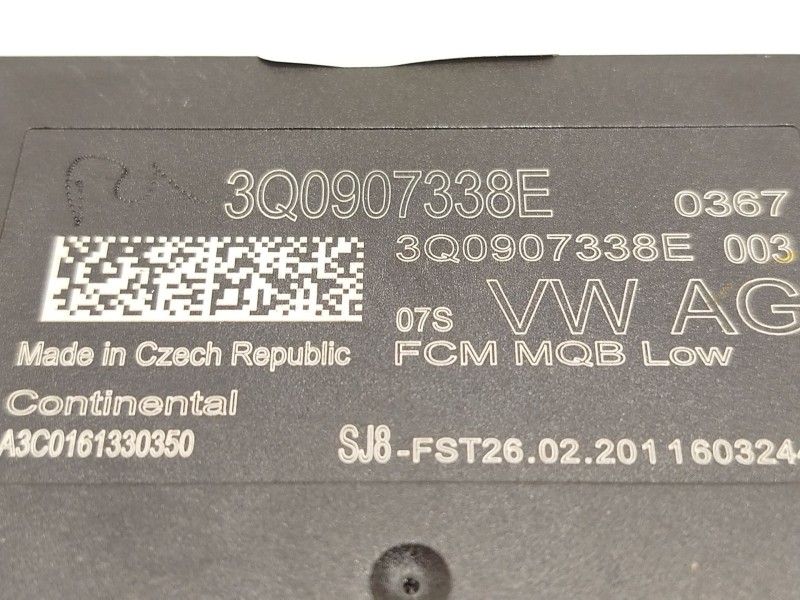 3Q0907338E 0367
3Q0907338E 003
07S VW AG
Made in Czech Republic FCM MQB Low
Continental
A3C0161330350 SJ8-FST26.02.2011603244